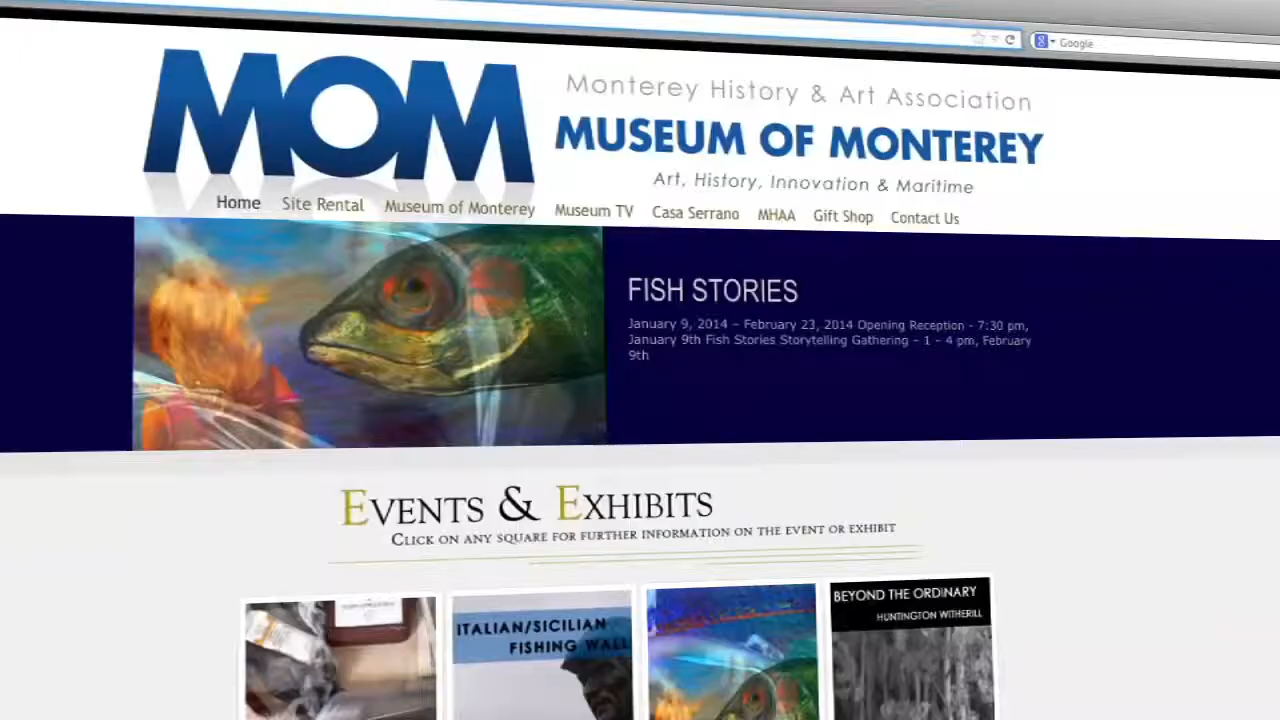 Google
MOM
Monterey History & Art Association
MUSEUM OF MONTEREY
Art, History, Innovation & Maritime
Home Site Rental Museum of Monterey Museum TV Casa Serrano MHAA Gift Shop Contact Us
FISH STORIES
January 9, 2014 – February 23, 2014 Opening Reception - 7:30 pm,
January 9th Fish Stories Storytelling Gathering – 1 – 4 pm, February
9th
EVENTS & EXHIBITS
CLICK ON ANY SQUARE FOR FURTHER INFORMATION ON THE EVENT OR EXHIBIT
ITALIAN/SICILIAN
FISHING WALL
BEYOND THE ORDINARY
HUNTINGTON WITHERILL